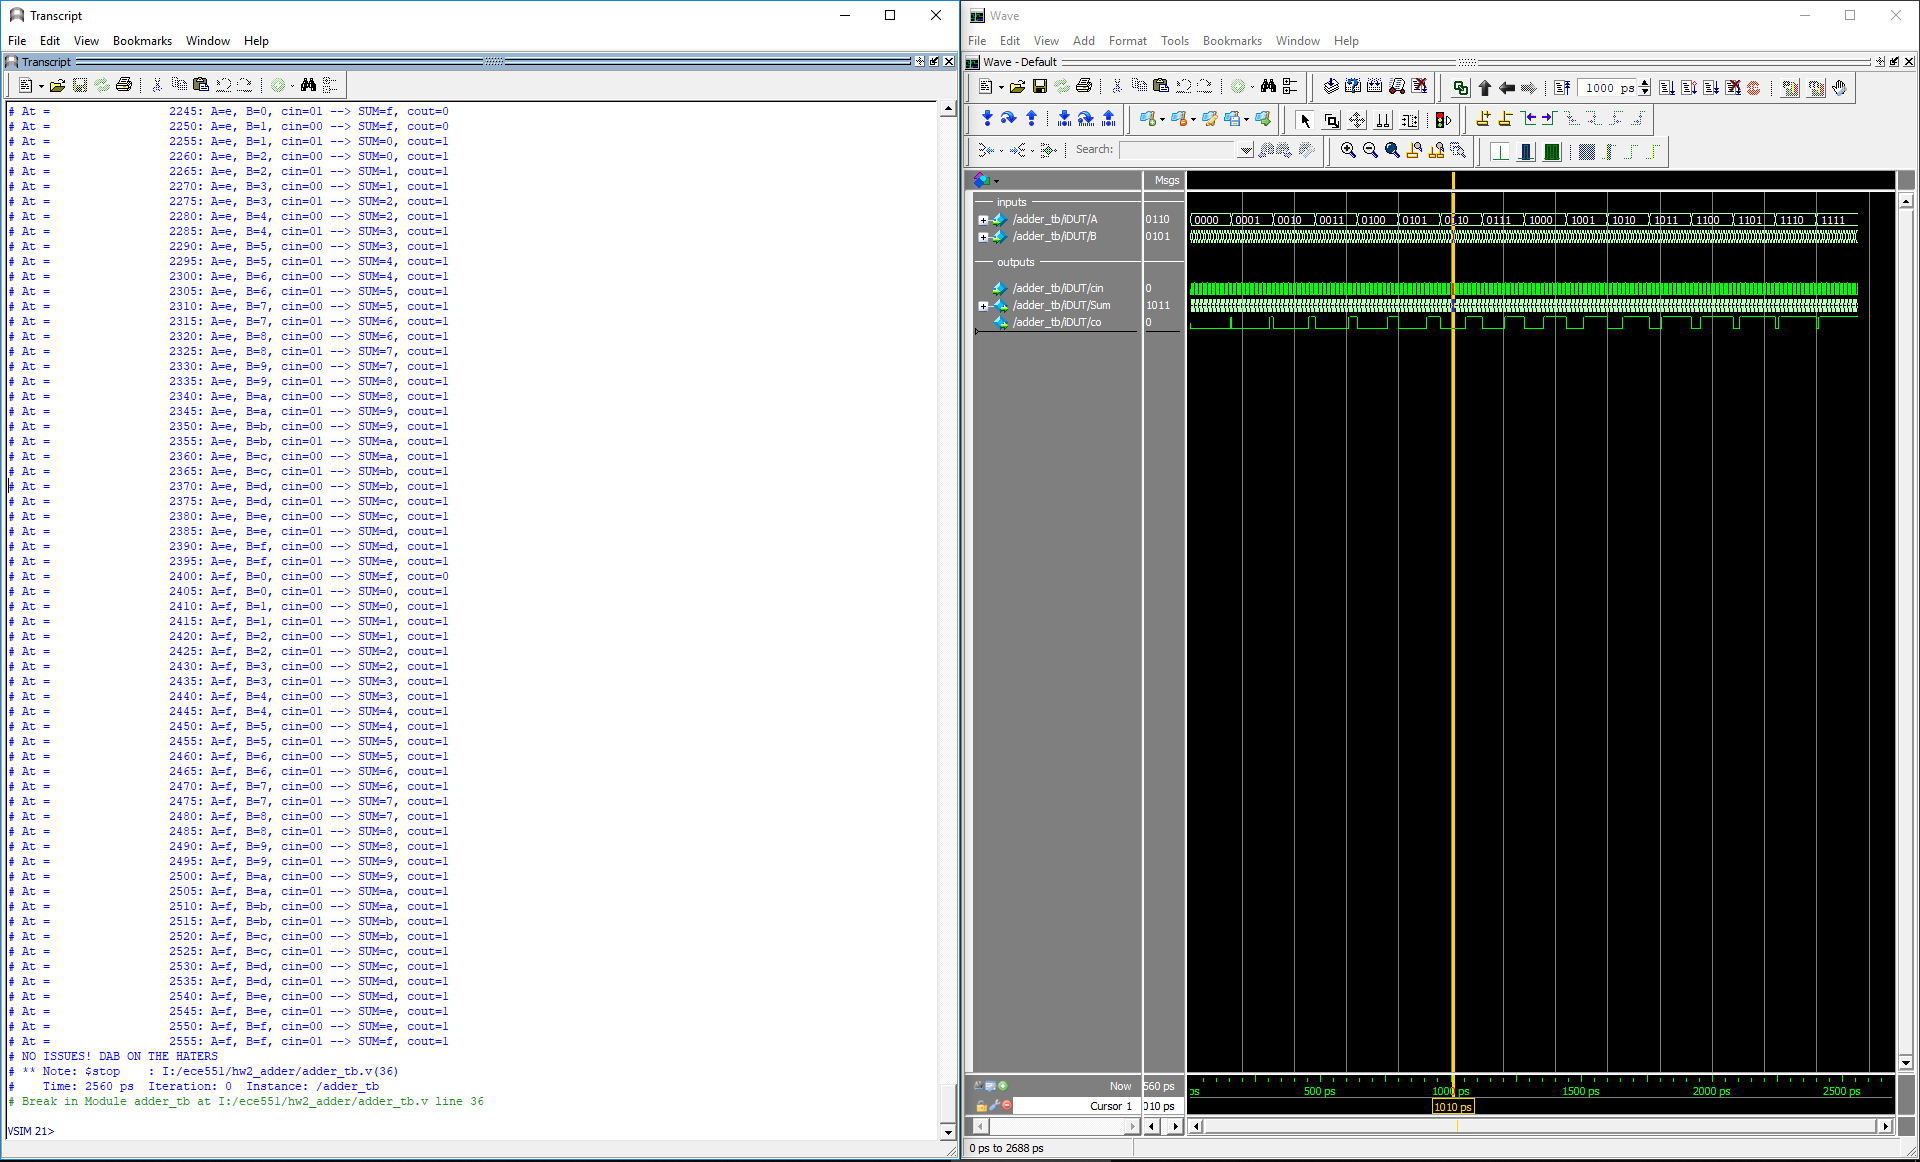 Transcript
File Edit View Bookmarks Window Help
Transcript
# At = 2245: A=e, B=0, cin=01 --> SUM=f, cout=0
# At = 2250: A=e, B=1, cin=00 --> SUM=f, cout=0
# At = 2255: A=e, B=1, cin=01 --> SUM=0, cout=1
# At = 2260: A=e, B=2, cin=00 --> SUM=0, cout=1
# At = 2265: A=e, B=2, cin=01 --> SUM=1, cout=1
# At = 2270: A=e, B=3, cin=00 --> SUM=1, cout=1
# At = 2275: A=e, B=3, cin=01 --> SUM=2, cout=1
# At = 2280: A=e, B=4, cin=00 --> SUM=2, cout=1
# At = 2285: A=e, B=4, cin=01 --> SUM=3, cout=1
# At = 2290: A=e, B=5, cin=00 --> SUM=3, cout=1
# At = 2295: A=e, B=5, cin=01 --> SUM=4, cout=1
# At = 2300: A=e, B=6, cin=00 --> SUM=4, cout=1
# At = 2305: A=e, B=6, cin=01 --> SUM=5, cout=1
# At = 2310: A=e, B=7, cin=00 --> SUM=5, cout=1
# At = 2315: A=e, B=7, cin=01 --> SUM=6, cout=1
# At = 2320: A=e, B=8, cin=00 --> SUM=6, cout=1
# At = 2325: A=e, B=8, cin=01 --> SUM=7, cout=1
# At = 2330: A=e, B=9, cin=00 --> SUM=7, cout=1
# At = 2335: A=e, B=9, cin=01 --> SUM=8, cout=1
# At = 2340: A=e, B=a, cin=00 --> SUM=8, cout=1
# At = 2345: A=e, B=a, cin=01 --> SUM=9, cout=1
# At = 2350: A=e, B=b, cin=00 --> SUM=9, cout=1
# At = 2355: A=e, B=b, cin=01 --> SUM=a, cout=1
# At = 2360: A=e, B=c, cin=00 --> SUM=a, cout=1
# At = 2365: A=e, B=c, cin=01 --> SUM=b, cout=1
# At = 2370: A=e, B=d, cin=00 --> SUM=b, cout=1
# At = 2375: A=e, B=d, cin=01 --> SUM=c, cout=1
# At = 2380: A=e, B=e, cin=00 --> SUM=c, cout=1
# At = 2385: A=e, B=e, cin=01 --> SUM=d, cout=1
# At = 2390: A=e, B=f, cin=00 --> SUM=d, cout=1
# At = 2395: A=e, B=f, cin=01 --> SUM=e, cout=1
# At = 2400: A=f, B=0, cin=00 --> SUM=f, cout=0
# At = 2405: A=f, B=0, cin=01 --> SUM=0, cout=1
# At = 2410: A=f, B=1, cin=00 --> SUM=0, cout=1
# At = 2415: A=f, B=1, cin=01 --> SUM=1, cout=1
# At = 2420: A=f, B=2, cin=00 --> SUM=1, cout=1
# At = 2425: A=f, B=2, cin=01 --> SUM=2, cout=1
# At = 2430: A=f, B=3, cin=00 --> SUM=2, cout=1
# At = 2435: A=f, B=3, cin=01 --> SUM=3, cout=1
# At = 2440: A=f, B=4, cin=00 --> SUM=3, cout=1
# At = 2445: A=f, B=4, cin=01 --> SUM=4, cout=1
# At = 2450: A=f, B=5, cin=00 --> SUM=4, cout=1
# At = 2455: A=f, B=5, cin=01 --> SUM=5, cout=1
# At = 2460: A=f, B=6, cin=00 --> SUM=5, cout=1
# At = 2465: A=f, B=6, cin=01 --> SUM=6, cout=1
# At = 2470: A=f, B=7, cin=00 --> SUM=6, cout=1
# At = 2475: A=f, B=7, cin=01 --> SUM=7, cout=1
# At = 2480: A=f, B=8, cin=00 --> SUM=7, cout=1
# At = 2485: A=f, B=8, cin=01 --> SUM=8, cout=1
# At = 2490: A=f, B=9, cin=00 --> SUM=8, cout=1
# At = 2495: A=f, B=9, cin=01 --> SUM=9, cout=1
# At = 2500: A=f, B=a, cin=00 --> SUM=9, cout=1
# At = 2505: A=f, B=a, cin=01 --> SUM=a, cout=1
# At = 2510: A=f, B=b, cin=00 --> SUM=a, cout=1
# At = 2515: A=f, B=b, cin=01 --> SUM=b, cout=1
# At = 2520: A=f, B=c, cin=00 --> SUM=b, cout=1
# At = 2525: A=f, B=c, cin=01 --> SUM=c, cout=1
# At = 2530: A=f, B=d, cin=00 --> SUM=c, cout=1
# At = 2535: A=f, B=d, cin=01 --> SUM=d, cout=1
# At = 2540: A=f, B=e, cin=00 --> SUM=d, cout=1
# At = 2545: A=f, B=e, cin=01 --> SUM=e, cout=1
# At = 2550: A=f, B=f, cin=00 --> SUM=e, cout=1
# At = 2555: A=f, B=f, cin=01 --> SUM=f, cout=1
# NO ISSUES! DAB ON THE HATERS
# ** Note: $stop : I:/ece551/hw2_adder/adder_tb.v(36)
# Time: 2560 ps Iteration: 0 Instance: /adder_tb
# Break in Module adder_tb at I:/ece551/hw2_adder/adder_tb.v line 36
VSIM 21>
Wave
File Edit View Add Format Tools Bookmarks Window Help
Wave - Default
1000 ps
Search:
Msgs
inputs
/adder_tb/iDUT/A 0110 0000 0001 0010 0011 0100 0101 0110 0111 1000 1001 1010 1011 1100 1101 1110 1111
/adder_tb/iDUT/B 0101
outputs
/adder_tb/iDUT/cin 0
/adder_tb/iDUT/Sum 1011
/adder_tb/iDUT/co 0
Now 560 ps ps 500 ps 1000 ps 1500 ps 2000 ps 2500 ps
Cursor 1 010 ps 1010 ps
0 ps to 2688 ps